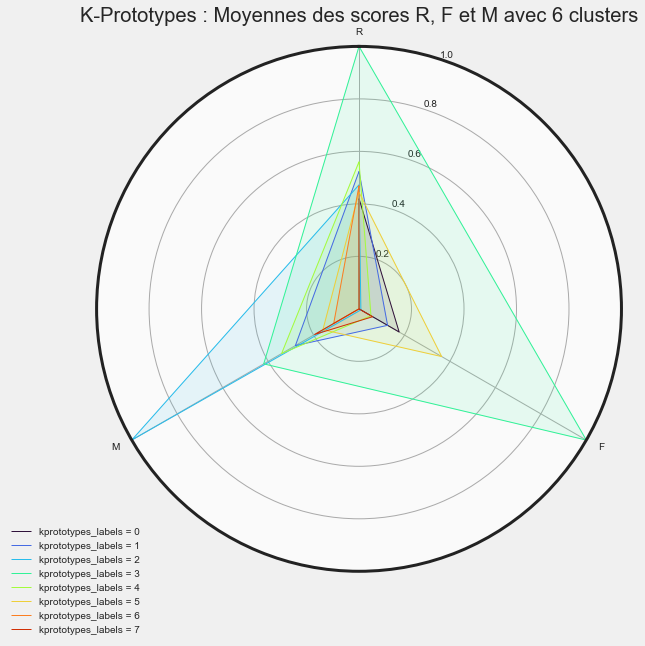 K-Prototypes : Moyennes des scores R, F et M avec 6 clusters
R
1.0
0.8
0.6
0.4
0.2
M
F
kprototypes_labels = 0
kprototypes_labels = 1
kprototypes_labels = 2
kprototypes_labels = 3
kprototypes_labels = 4
kprototypes_labels = 5
kprototypes_labels = 6
kprototypes_labels = 7